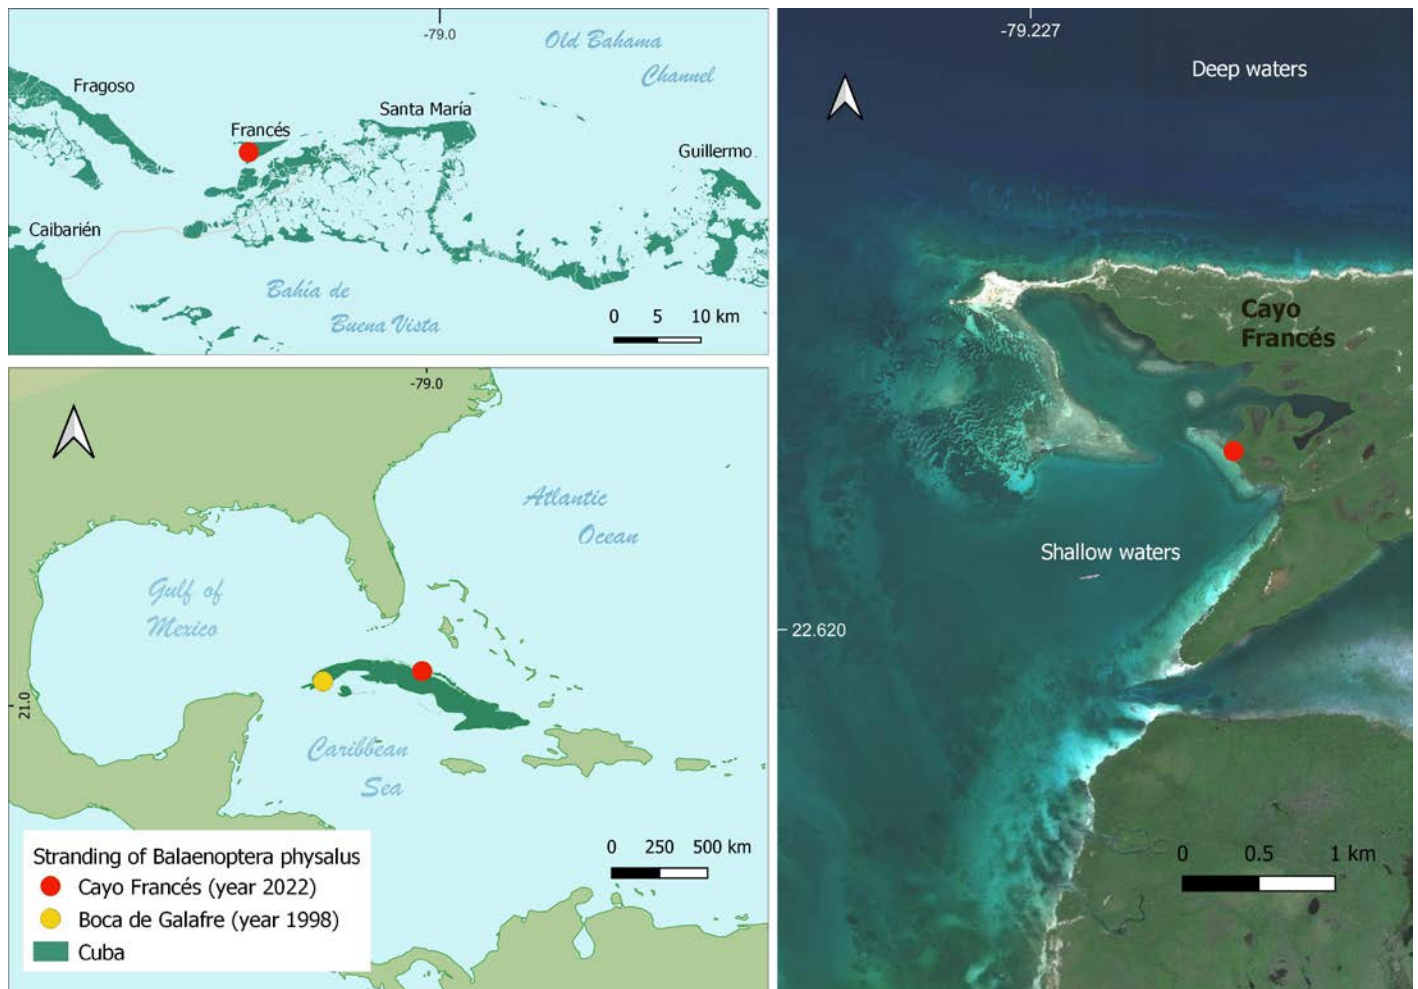 -79.0
Old Bahama
Channel
Fragoso
Santa María
Francés
Guillermo
Caibarién
Bahía de
Buena Vista
0 5 10 km
-79.0
Atlantic
Ocean
Gulf of
Mexico
21.0
Caribbean
Sea
0 250 500 km
Stranding of Balaenoptera physalus
Cayo Francés (year 2022)
Boca de Galafre (year 1998)
Cuba
-79.227
Deep waters
Cayo
Francés
Shallow waters
22.620
0 0.5 1 km